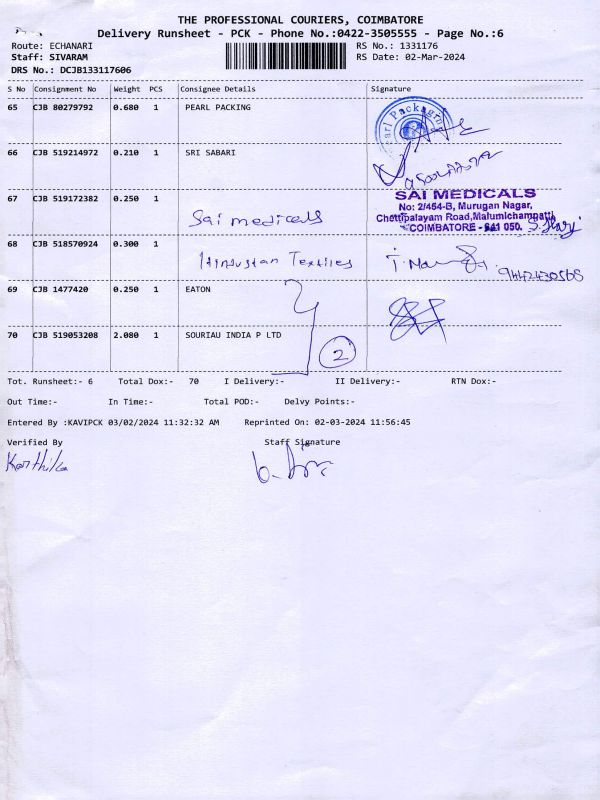 THE PROFESSIONAL COURIERS, COIMBATORE
Delivery Runsheet - PCK - Phone No.:0422-3505555 - Page No.:6
Route: ECHANARI
RS No.: 1331176
Staff: SIVARAM
RS Date: 02-Mar-2024
DRS No.: DCJB133117606
S No Consignment No Weight PCS Consignee Details Signature
65 CJB 80279792 0.680 1 PEARL PACKING
Pearl Packaging
66 CJB 519214972 0.210 1 SRI SABARI
67 CJB 519172382 0.250 1
Sai medicals
SAI MEDICALS
No: 2/454-B, Murugan Nagar,
Chettipalayam Road,Malumichampatti,
COIMBATORE - 641 050.
68 CJB 518570924 0.300 1
Hindustan Textiles
9442430568
69 CJB 1477420 0.250 1 EATON
70 CJB 519053208 2.080 1 SOURIAU INDIA P LTD
2
Tot. Runsheet:- 6 Total Dox:- 70 I Delivery:- II Delivery:- RTN Dox:-
Out Time:- In Time:- Total POD:- Delvy Points:-
Entered By :KAVIPCK 03/02/2024 11:32:32 AM Reprinted On: 02-03-2024 11:56:45
Verified By Staff Signature